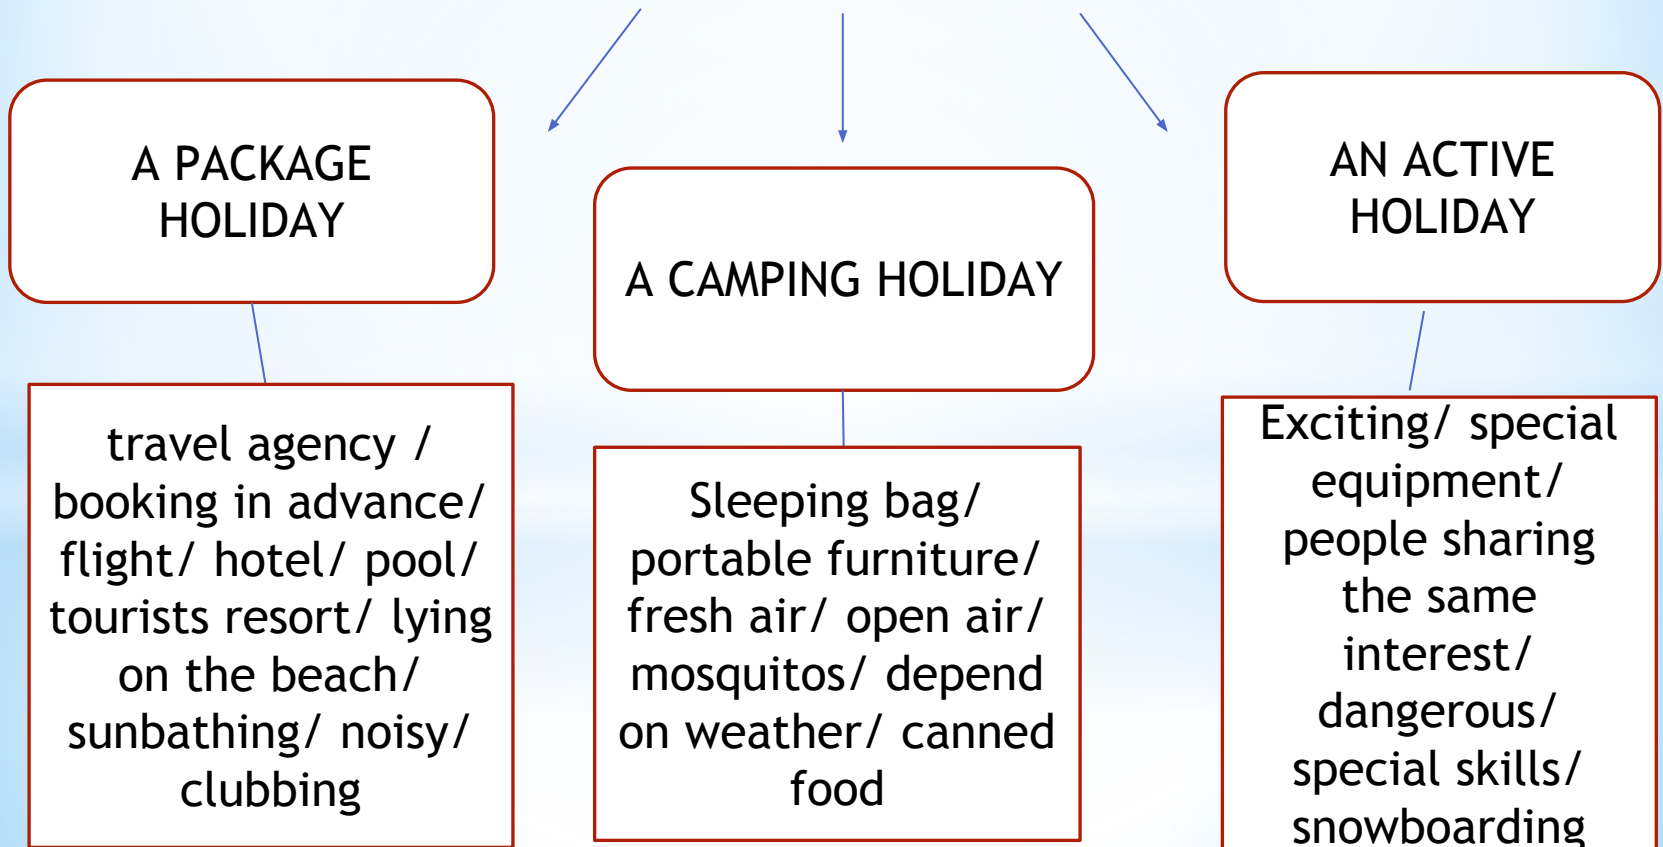 A PACKAGE
HOLIDAY
A CAMPING HOLIDAY
AN ACTIVE
HOLIDAY
travel agency /
booking in advance/
flight/ hotel/ pool/
tourists resort/ lying
on the beach/
sunbathing/ noisy/
clubbing
Sleeping bag/
portable furniture/
fresh air/ open air/
mosquitos/ depend
on weather/ canned
food
Exciting/ special
equipment/
people sharing
the same
interest/
dangerous/
special skills/
snowboarding